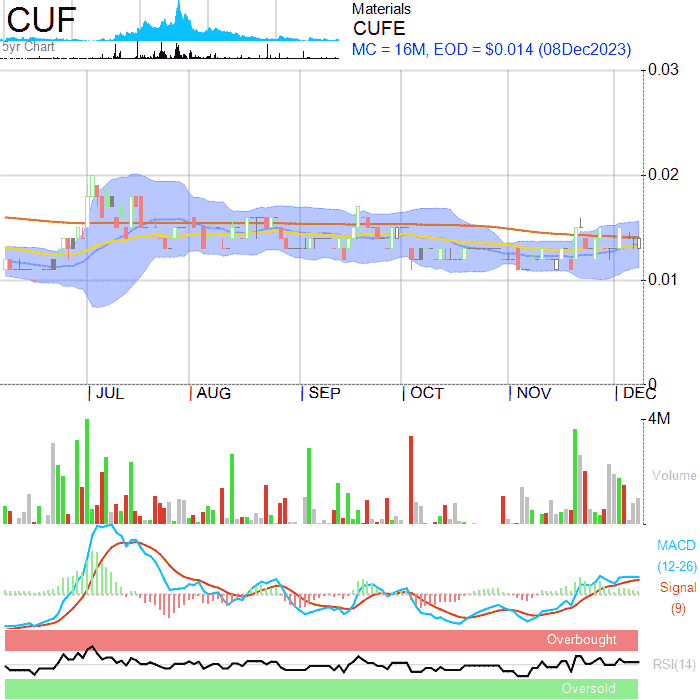 CUF
5yr Chart
Materials
CUFE
MC = 16M, EOD = $0.014 (08Dec2023)
0.03
0.02
0.01
0
JUL AUG SEP OCT NOV DEC
4M
Volume
MACD
(12-26)
Signal
(9)
Overbought
RSI(14)
Oversold